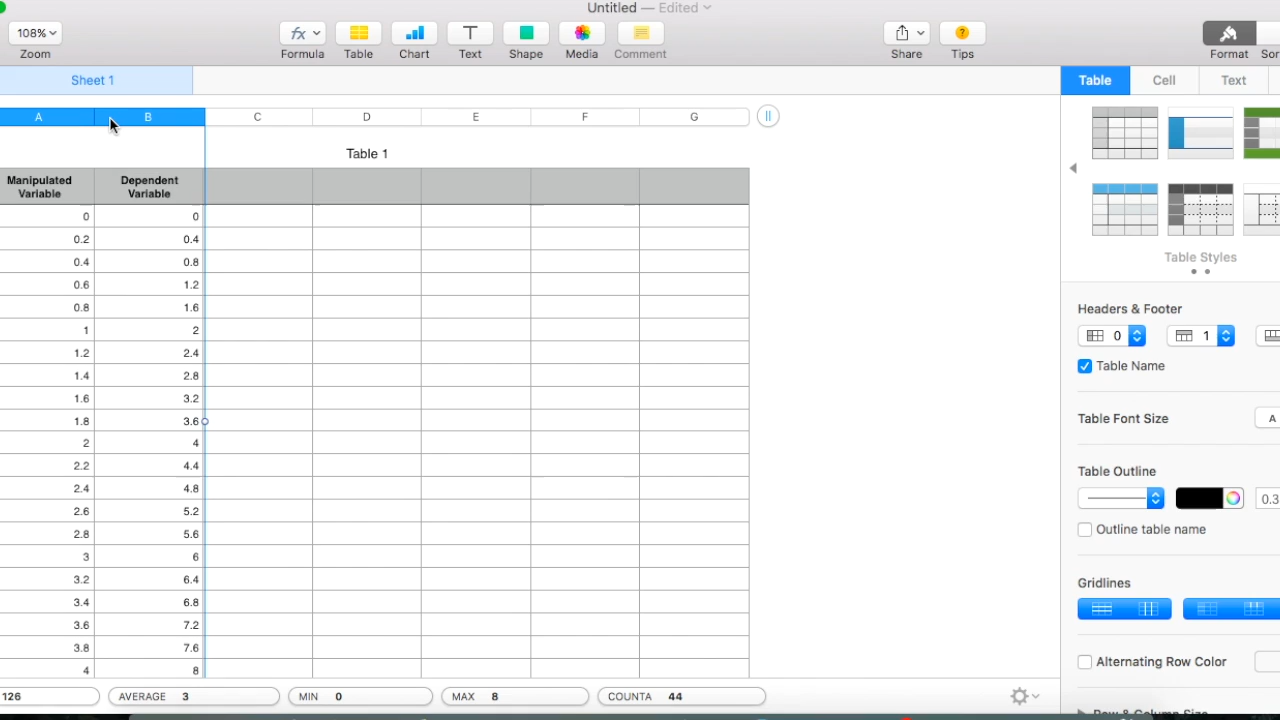 Untitled — Edited
108%
Zoom
Formula
Table
Chart
Text
Shape
Media
Comment
Share
Tips
Format
Sor
Sheet 1
Table Cell Text
A B C D E F G
Table 1
Manipulated Variable Dependent Variable
0 0
0.2 0.4
0.4 0.8
0.6 1.2
0.8 1.6
1 2
1.2 2.4
1.4 2.8
1.6 3.2
1.8 3.6
2 4
2.2 4.4
2.4 4.8
2.6 5.2
2.8 5.6
3 6
3.2 6.4
3.4 6.8
3.6 7.2
3.8 7.6
4 8
126 AVERAGE 3 MIN 0 MAX 8 COUNTA 44
Table Styles
Headers & Footer
0 1
Table Name
Table Font Size A
Table Outline
0.3
Outline table name
Gridlines
Alternating Row Color
Row & Column Size